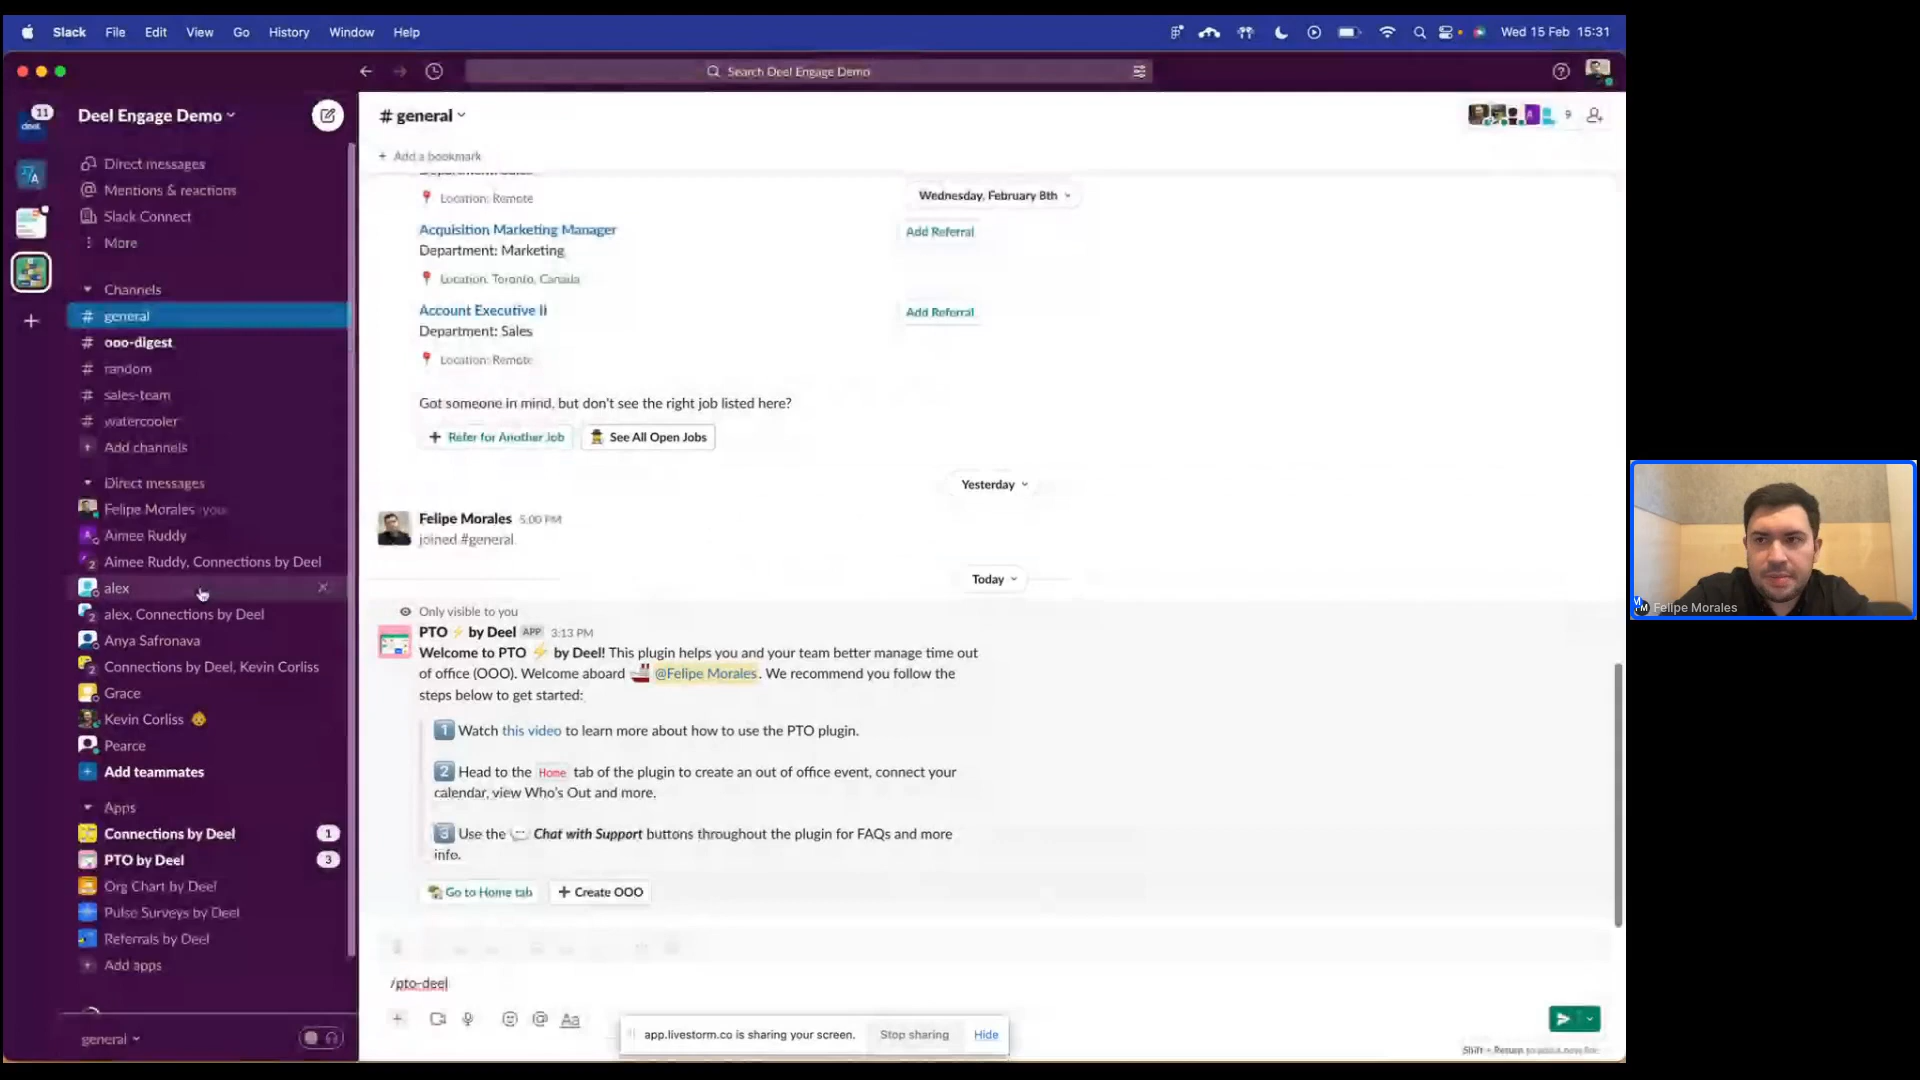 Slack File Edit View Go History Window Help Wed 15 Feb 15:31
Search Deel Engage Demo
11
deel.
Deel Engage Demo
Direct messages
Mentions & reactions
Slack Connect
More
Channels
# general
# ooo-digest
# random
# sales-team
# watercooler
+ Add channels
Direct messages
Felipe Morales you
Aimee Ruddy
2 Aimee Ruddy, Connections by Deel
alex
2 alex, Connections by Deel
Anya Safronava
2 Connections by Deel, Kevin Corliss
Grace
Kevin Corliss
Pearce
+ Add teammates
Apps
Connections by Deel 1
PTO by Deel 3
Org Chart by Deel
Pulse Surveys by Deel
Referrals by Deel
+ Add apps
general
# general
9
+ Add a bookmark
Wednesday, February 8th
Location: Remote
Acquisition Marketing Manager
Add Referral
Department: Marketing
Location: Toronto, Canada
Account Executive II
Add Referral
Department: Sales
Location: Remote
Got someone in mind, but don't see the right job listed here?
+ Refer for Another Job See All Open Jobs
Yesterday
Felipe Morales 5:00 PM
joined #general.
Today
Only visible to you
PTO ⚡ by Deel APP 3:13 PM
Welcome to PTO ⚡ by Deel! This plugin helps you and your team better manage time out
of office (OOO). Welcome aboard @Felipe Morales. We recommend you follow the
steps below to get started:
1 Watch this video to learn more about how to use the PTO plugin.
2 Head to the Home tab of the plugin to create an out of office event, connect your
calendar, view Who's Out and more.
3 Use the Chat with Support buttons throughout the plugin for FAQs and more
info.
Go to Home tab + Create OOO
/pto-deel
Aa
app.livestorm.co is sharing your screen. Stop sharing Hide
Shift + Return to add a new line
Felipe Morales